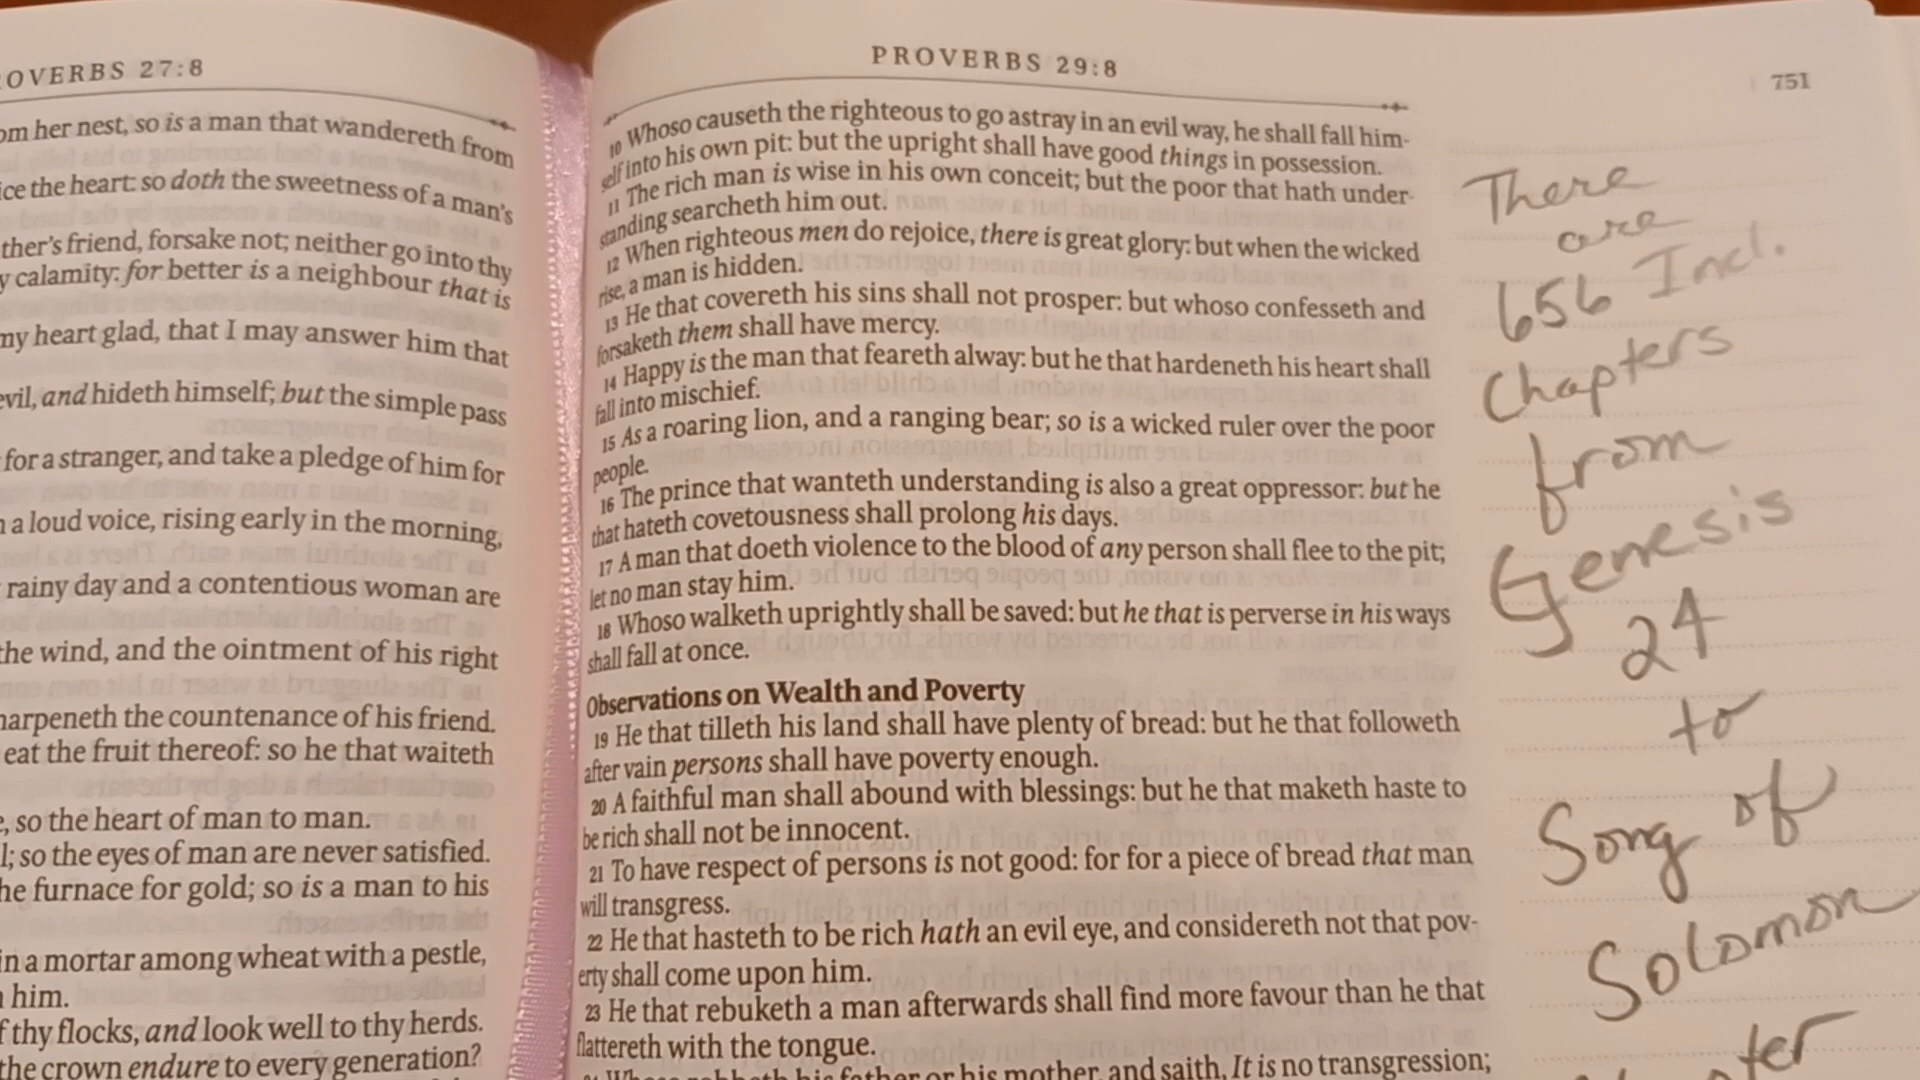 OVERBS 27:8
om her nest, so is a man that wandereth from
ice the heart: so doth the sweetness of a man's
ther's friend, forsake not; neither go into thy
y calamity: for better is a neighbour that is
my heart glad, that I may answer him that
evil, and hideth himself; but the simple pass
for a stranger, and take a pledge of him for
a loud voice, rising early in the morning,
rainy day and a contentious woman are
the wind, and the ointment of his right
harpeneth the countenance of his friend.
eat the fruit thereof: so he that waiteth
e, so the heart of man to man.
l; so the eyes of man are never satisfied.
he furnace for gold; so is a man to his
in a mortar among wheat with a pestle,
him.
f thy flocks, and look well to thy herds.
the crown endure to every generation?
PROVERBS 29:8
751
10 Whoso causeth the righteous to go astray in an evil way, he shall fall him-
self into his own pit: but the upright shall have good things in possession.
11 The rich man is wise in his own conceit; but the poor that hath under-
standing searcheth him out.
12 When righteous men do rejoice, there is great glory: but when the wicked
rise, a man is hidden.
13 He that covereth his sins shall not prosper: but whoso confesseth and
forsaketh them shall have mercy.
14 Happy is the man that feareth alway: but he that hardeneth his heart shall
fall into mischief.
15 As a roaring lion, and a ranging bear; so is a wicked ruler over the poor
people.
16 The prince that wanteth understanding is also a great oppressor: but he
that hateth covetousness shall prolong his days.
17 A man that doeth violence to the blood of any person shall flee to the pit;
let no man stay him.
18 Whoso walketh uprightly shall be saved: but he that is perverse in his ways
shall fall at once.
Observations on Wealth and Poverty
19 He that tilleth his land shall have plenty of bread: but he that followeth
after vain persons shall have poverty enough.
20 A faithful man shall abound with blessings: but he that maketh haste to
be rich shall not be innocent.
21 To have respect of persons is not good: for for a piece of bread that man
will transgress.
22 He that hasteth to be rich hath an evil eye, and considereth not that pov-
erty shall come upon him.
23 He that rebuketh a man afterwards shall find more favour than he that
flattereth with the tongue.
his father or his mother, and saith, It is no transgression;
There
are
656 Incl.
Chapters
from
Genesis
24
to
Song of
Solomon